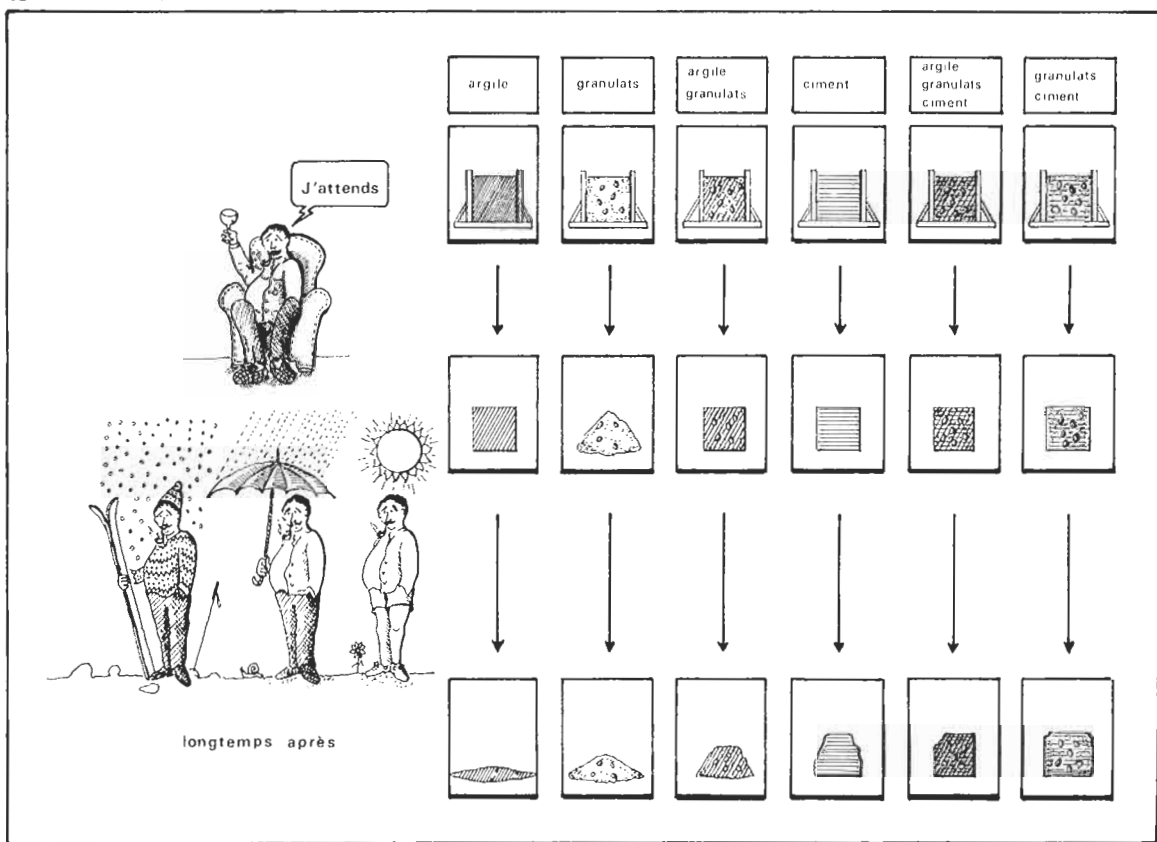 argile
granulats
argile
granulats
ciment
argile
granulats
ciment
granulats
ciment
J'attends
longtemps après